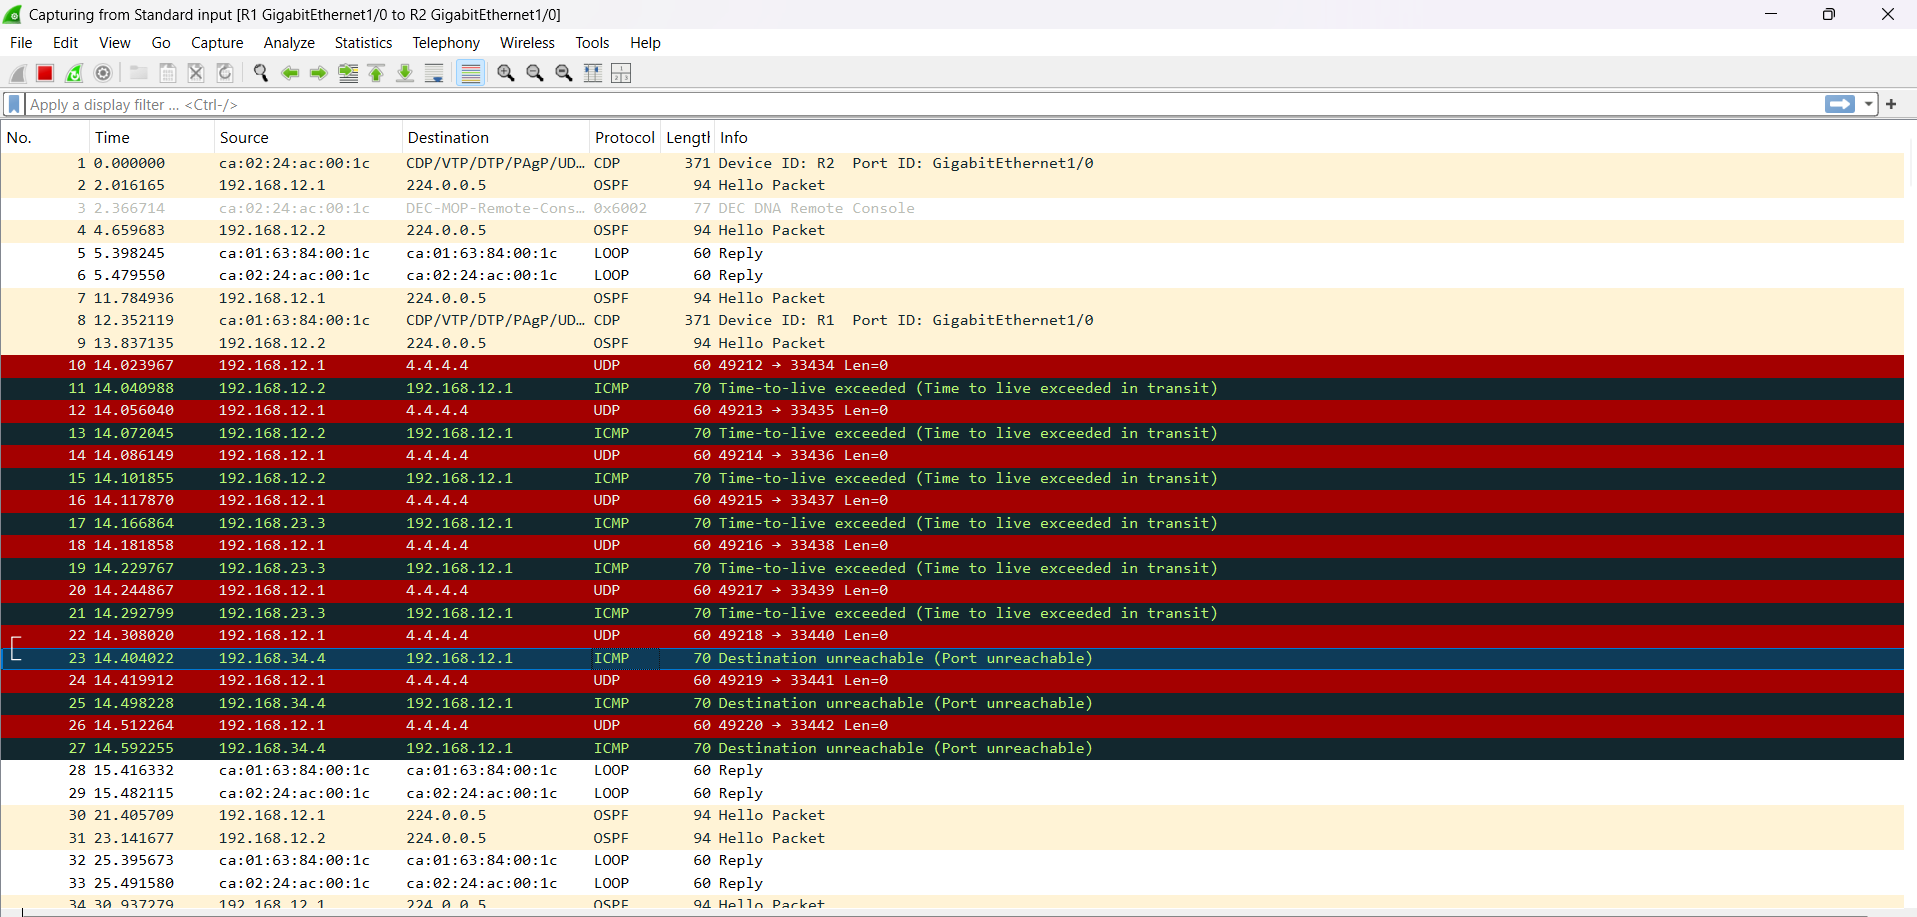 Capturing from Standard input [R1 GigabitEthernet1/0 to R2 GigabitEthernet1/0]
File Edit View Go Capture Analyze Statistics Telephony Wireless Tools Help
Apply a display filter … <Ctrl-/>
No. Time Source Destination Protocol Length Info
1 0.000000 ca:02:24:ac:00:1c CDP/VTP/DTP/PAgP/UD… CDP 371 Device ID: R2 Port ID: GigabitEthernet1/0
2 2.016165 192.168.12.1 224.0.0.5 OSPF 94 Hello Packet
3 2.366714 ca:02:24:ac:00:1c DEC-MOP-Remote-Cons… 0x6002 77 DEC DNA Remote Console
4 4.659683 192.168.12.2 224.0.0.5 OSPF 94 Hello Packet
5 5.398245 ca:01:63:84:00:1c ca:01:63:84:00:1c LOOP 60 Reply
6 5.479550 ca:02:24:ac:00:1c ca:02:24:ac:00:1c LOOP 60 Reply
7 11.784936 192.168.12.1 224.0.0.5 OSPF 94 Hello Packet
8 12.352119 ca:01:63:84:00:1c CDP/VTP/DTP/PAgP/UD… CDP 371 Device ID: R1 Port ID: GigabitEthernet1/0
9 13.837135 192.168.12.2 224.0.0.5 OSPF 94 Hello Packet
10 14.023967 192.168.12.1 4.4.4.4 UDP 60 49212 → 33434 Len=0
11 14.040988 192.168.12.2 192.168.12.1 ICMP 70 Time-to-live exceeded (Time to live exceeded in transit)
12 14.056040 192.168.12.1 4.4.4.4 UDP 60 49213 → 33435 Len=0
13 14.072045 192.168.12.2 192.168.12.1 ICMP 70 Time-to-live exceeded (Time to live exceeded in transit)
14 14.086149 192.168.12.1 4.4.4.4 UDP 60 49214 → 33436 Len=0
15 14.101855 192.168.12.2 192.168.12.1 ICMP 70 Time-to-live exceeded (Time to live exceeded in transit)
16 14.117870 192.168.12.1 4.4.4.4 UDP 60 49215 → 33437 Len=0
17 14.166864 192.168.23.3 192.168.12.1 ICMP 70 Time-to-live exceeded (Time to live exceeded in transit)
18 14.181858 192.168.12.1 4.4.4.4 UDP 60 49216 → 33438 Len=0
19 14.229767 192.168.23.3 192.168.12.1 ICMP 70 Time-to-live exceeded (Time to live exceeded in transit)
20 14.244867 192.168.12.1 4.4.4.4 UDP 60 49217 → 33439 Len=0
21 14.292799 192.168.23.3 192.168.12.1 ICMP 70 Time-to-live exceeded (Time to live exceeded in transit)
22 14.308020 192.168.12.1 4.4.4.4 UDP 60 49218 → 33440 Len=0
23 14.404022 192.168.34.4 192.168.12.1 ICMP 70 Destination unreachable (Port unreachable)
24 14.419912 192.168.12.1 4.4.4.4 UDP 60 49219 → 33441 Len=0
25 14.498228 192.168.34.4 192.168.12.1 ICMP 70 Destination unreachable (Port unreachable)
26 14.512264 192.168.12.1 4.4.4.4 UDP 60 49220 → 33442 Len=0
27 14.592255 192.168.34.4 192.168.12.1 ICMP 70 Destination unreachable (Port unreachable)
28 15.416332 ca:01:63:84:00:1c ca:01:63:84:00:1c LOOP 60 Reply
29 15.482115 ca:02:24:ac:00:1c ca:02:24:ac:00:1c LOOP 60 Reply
30 21.405709 192.168.12.1 224.0.0.5 OSPF 94 Hello Packet
31 23.141677 192.168.12.2 224.0.0.5 OSPF 94 Hello Packet
32 25.395673 ca:01:63:84:00:1c ca:01:63:84:00:1c LOOP 60 Reply
33 25.491580 ca:02:24:ac:00:1c ca:02:24:ac:00:1c LOOP 60 Reply
34 30.937279 192.168.12.1 224.0.0.5 OSPF 94 Hello Packet